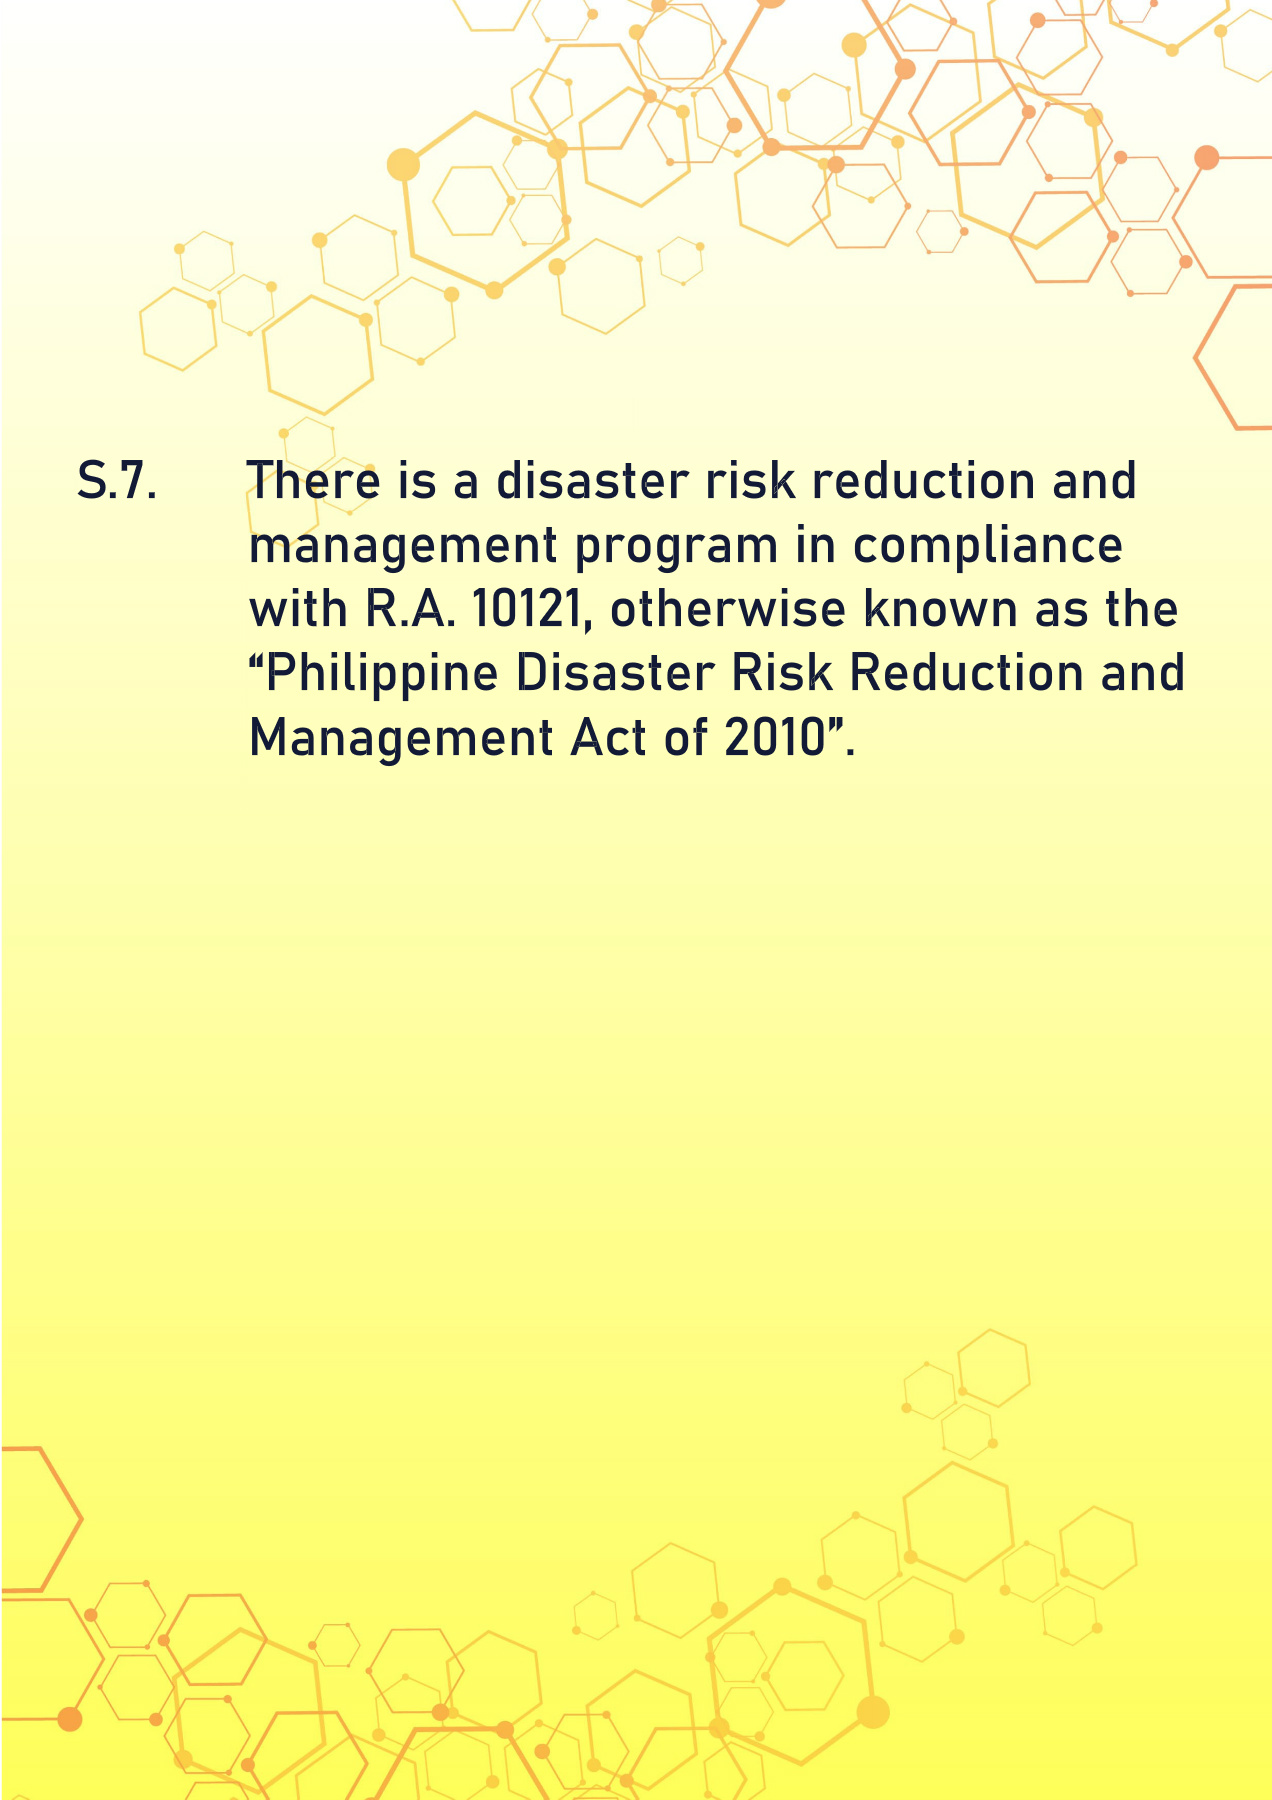 S.7. There is a disaster risk reduction and
management program in compliance
with R.A. 10121, otherwise known as the
“Philippine Disaster Risk Reduction and
Management Act of 2010”.